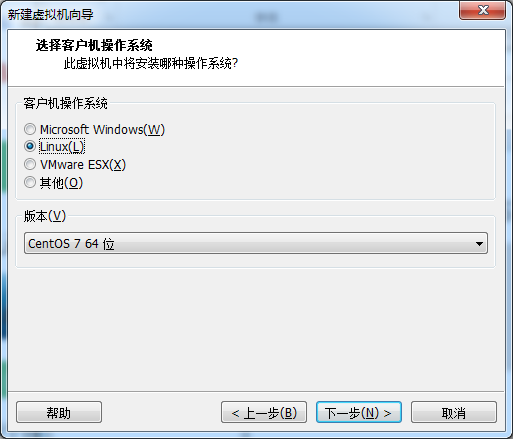 新建虚拟机向导
选择客户机操作系统
此虚拟机中将安装哪种操作系统?
客户机操作系统
Microsoft Windows(W)
Linux(L)
VMware ESX(X)
其他(O)
版本(V)
CentOS 7 64 位
帮助
< 上一步(B)
下一步(N) >
取消